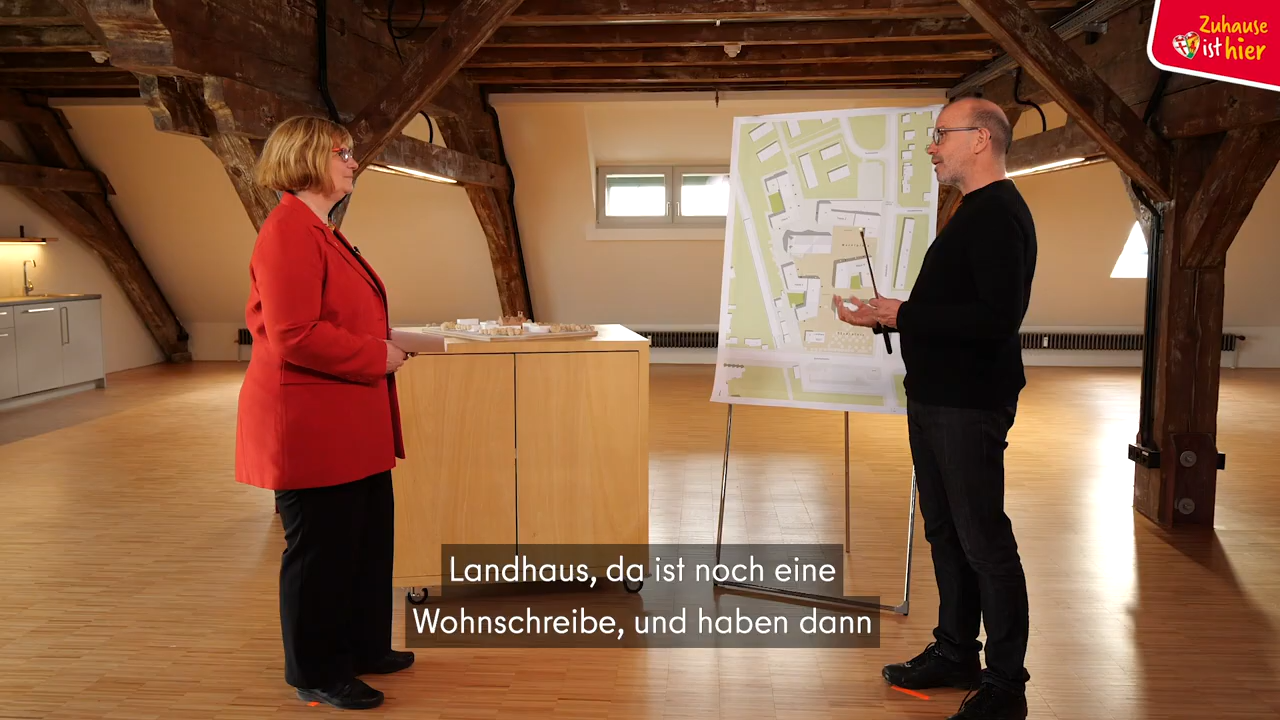 Zuhause
ist hier
Landhaus, da ist noch eine
Wohnschreibe, und haben dann